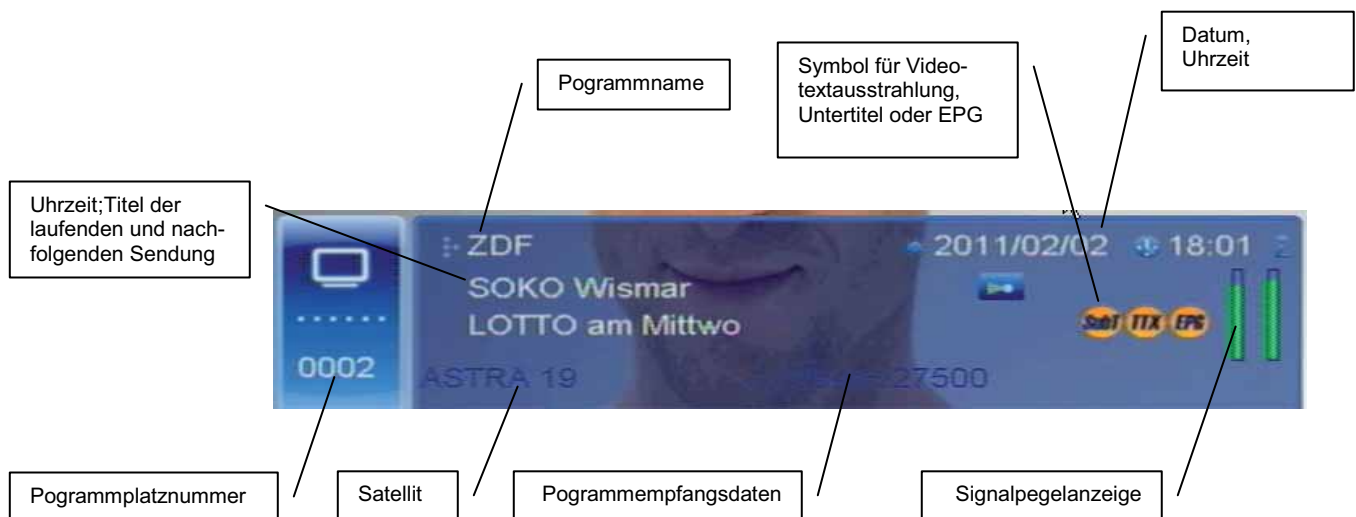 Datum,
Uhrzeit
Symbol für Video-
textausstrahlung,
Untertitel oder EPG
Pogrammname
Uhrzeit;Titel der
laufenden und nach-
folgenden Sendung
ZDF
2011/02/02 18:01
SOKO Wismar
LOTTO am Mittwo
SubT TTX EPG
0002
ASTRA 19
27500
Pogrammplatznummer
Satellit
Pogrammempfangsdaten
Signalpegelanzeige